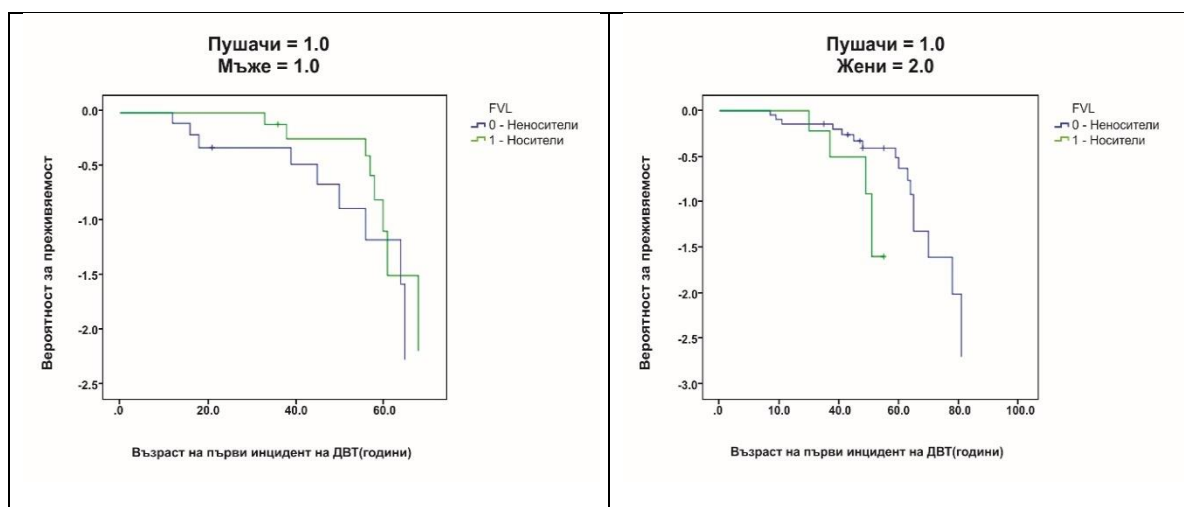 Пушачи = 1.0
Мъже = 1.0
FVL
0 - Неносители
1 - Носители
Вероятност за преживяемост
0.0
-0.5
-1.0
-1.5
-2.0
-2.5
.0
20.0
40.0
60.0
Възраст на първи инцидент на ДВТ(години)
Пушачи = 1.0
Жени = 2.0
FVL
0 - Неносители
1 - Носители
Вероятност за преживяемост
0.0
-0.5
-1.0
-1.5
-2.0
-2.5
-3.0
.0
10.0
40.0
60.0
80.0
100.0
Възраст на първи инцидент на ДВТ(години)